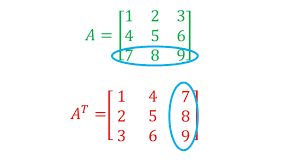 A = [1 2 3
4 5 6
7 8 9]
A^T = [1 4 7
2 5 8
3 6 9]